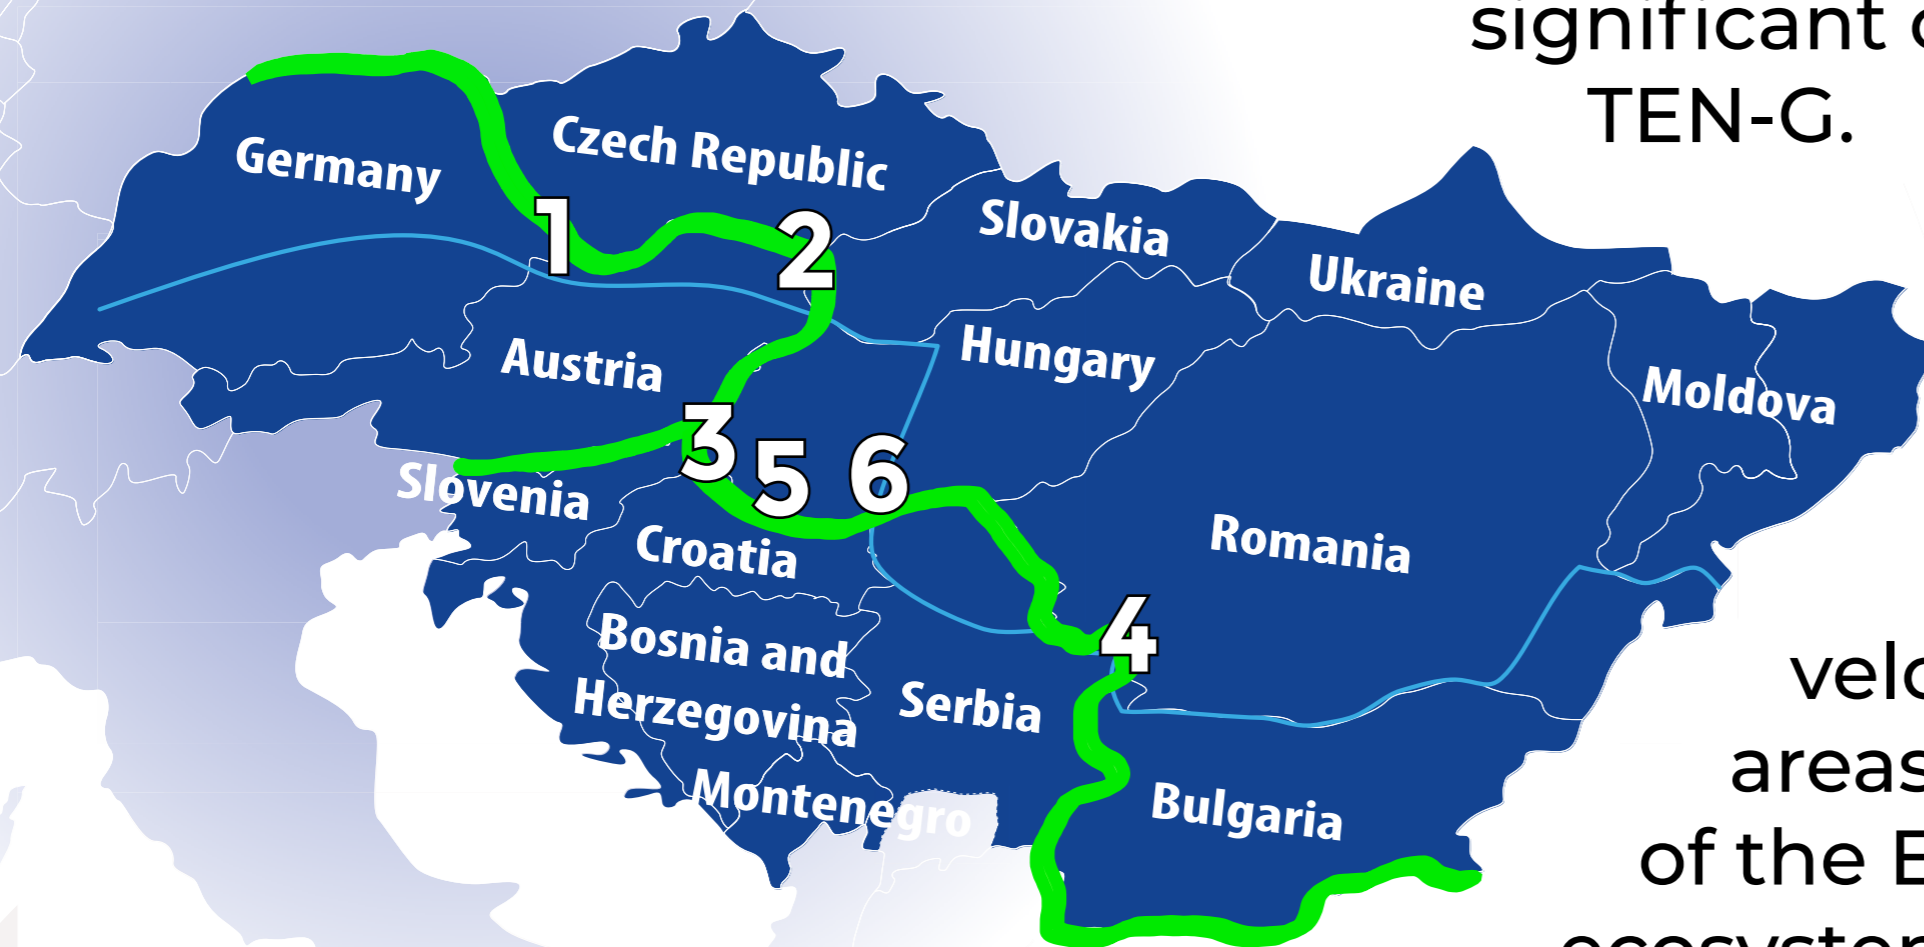 significant
TEN-G.
Germany
Czech Republic
Slovakia
Ukraine
1
2
Austria
Hungary
Moldova
3
5
6
Slovenia
Croatia
Romania
Bosnia and
Herzegovina
4
Serbia
Montenegro
Bulgaria
areas
of the E